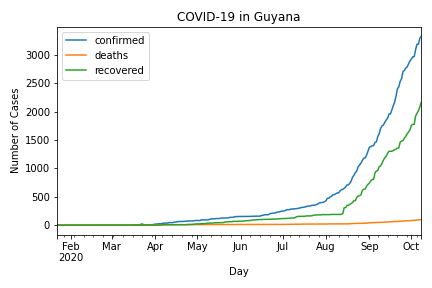 COVID-19 in Guyana
confirmed
deaths
recovered
Number of Cases
3000
2500
2000
1500
1000
500
0
Feb Mar Apr May Jun Jul Aug Sep Oct
2020
Day